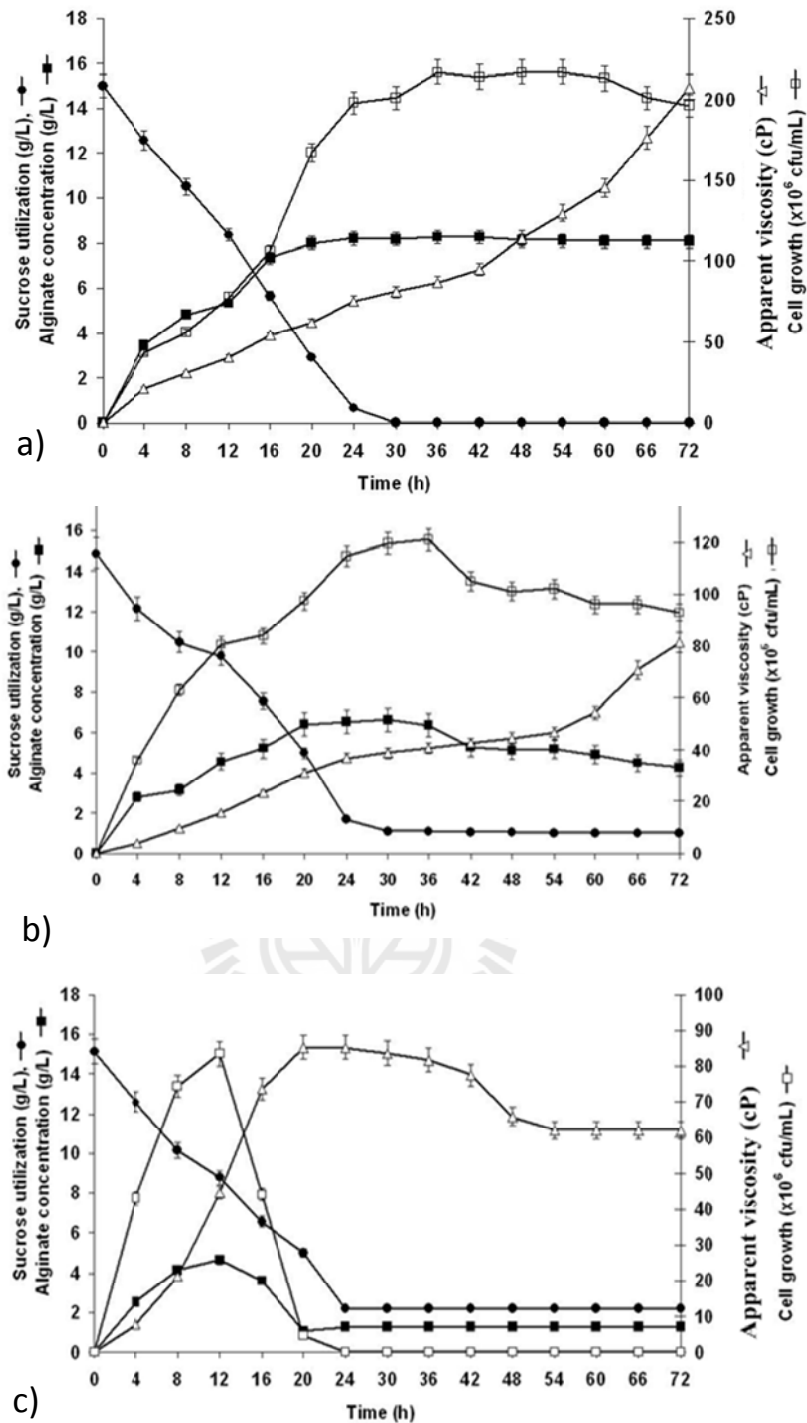 Sucrose utilization (g/L),
Alginate concentration (g/L)
18
16
14
12
10
8
6
4
2
0
250
200
150
100
50
0
Apparent viscosity (cP)
Cell growth (x10⁶ cfu/mL)
0 4 8 12 16 20 24 30 36 42 48 54 60 66 72
a)
Time (h)
Sucrose utilization (g/L),
Alginate concentration (g/L)
16
14
12
10
8
6
4
2
0
120
100
80
60
40
20
0
Apparent viscosity (cP)
Cell growth (x10⁶ cfu/mL)
0 4 8 12 16 20 24 30 36 42 48 54 60 66 72
Time (h)
b)
Sucrose utilization (g/L),
Alginate concentration (g/L)
18
16
14
12
10
8
6
4
2
0
100
90
80
70
60
50
40
30
20
10
0
Apparent viscosity (cP)
Cell growth (x10⁶ cfu/mL)
0 4 8 12 16 20 24 30 36 42 48 54 60 66 72
c)
Time (h)